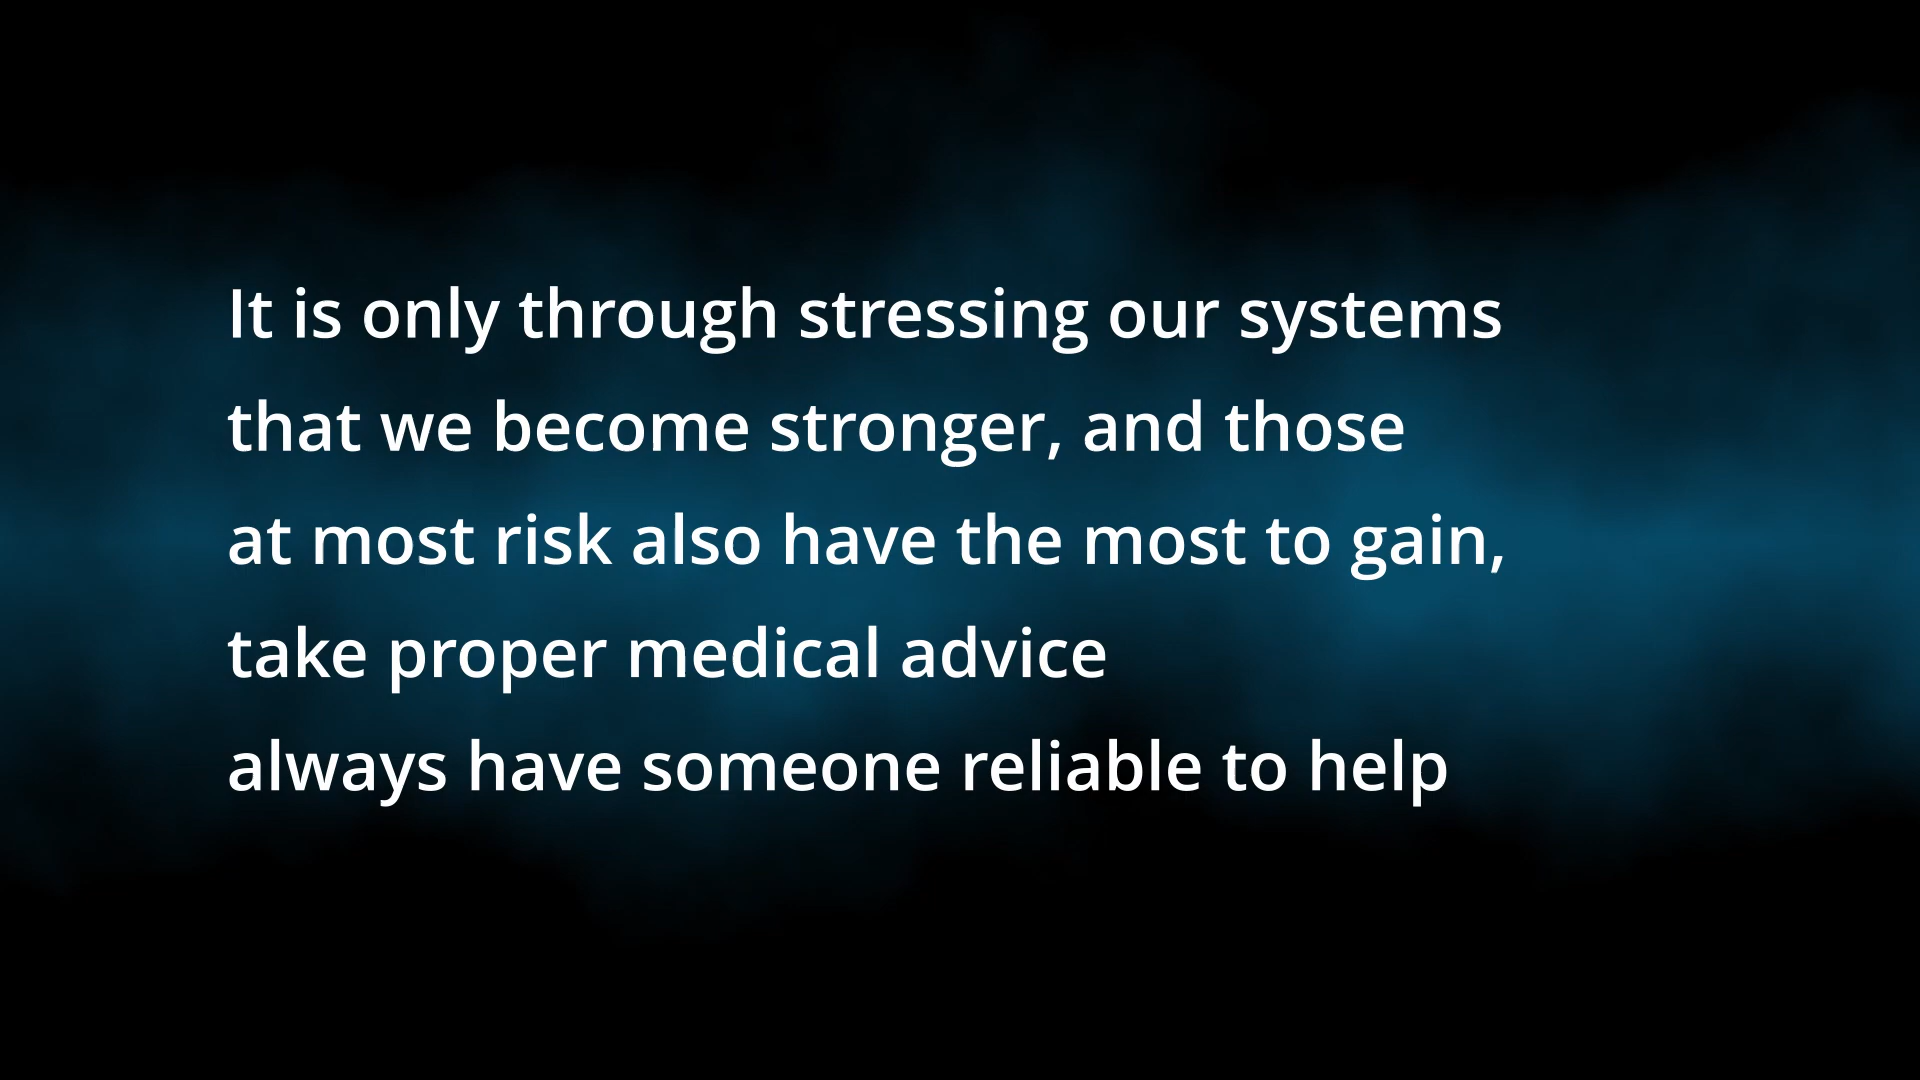 It is only through stressing our systems
that we become stronger, and those
at most risk also have the most to gain,
take proper medical advice
always have someone reliable to help